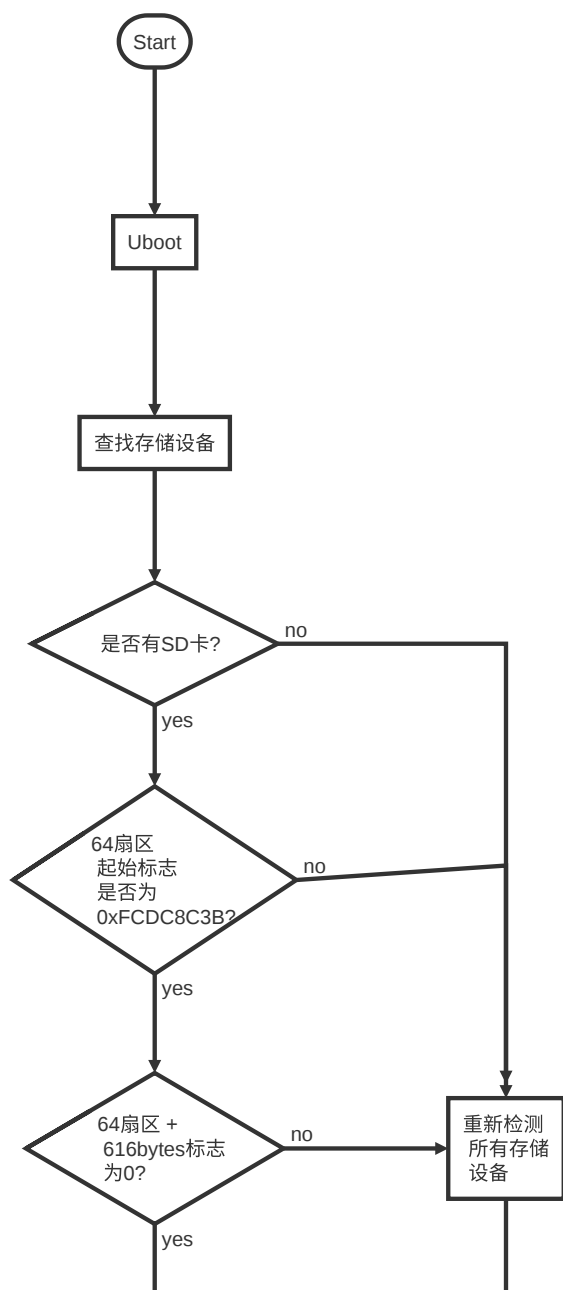 Start
Uboot
查找存储设备
是否有SD卡?
no
yes
64扇区
起始标志
是否为
0xFCDC8C3B?
no
yes
64扇区 +
616bytes标志
为0?
no
重新检测
所有存储
设备
yes